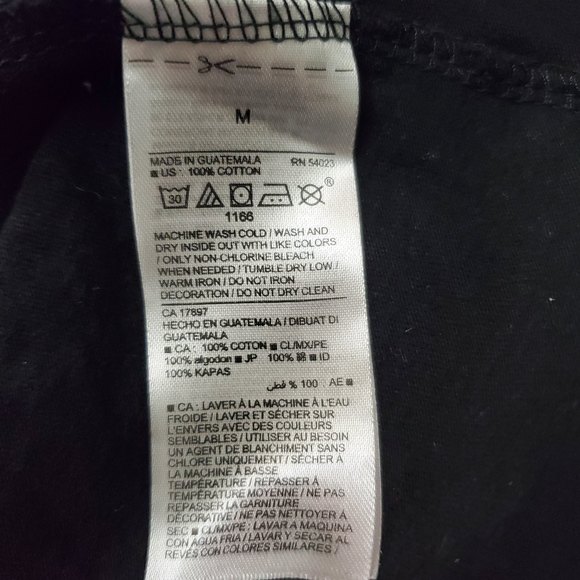 M
MADE IN GUATEMALA RN 54023
■ US : 100% COTTON
30
1166
MACHINE WASH COLD / WASH AND
DRY INSIDE OUT WITH LIKE COLORS
/ ONLY NON-CHLORINE BLEACH
WHEN NEEDED / TUMBLE DRY LOW /
WARM IRON / DO NOT IRON
DECORATION / DO NOT DRY CLEAN
CA 17897
HECHO EN GUATEMALA / DIBUAT DI
GUATEMALA
■ CA : 100% COTON ■ CL/MX/PE
100% algodon ■ JP 100% 綿 ■ ID
100% KAPAS
■ AE : 100 % قطن
■ CA : LAVER À LA MACHINE À L'EAU
FROIDE / LAVER ET SÉCHER SUR
L'ENVERS AVEC DES COULEURS
SEMBLABLES / UTILISER AU BESOIN
UN AGENT DE BLANCHIMENT SANS
CHLORE UNIQUEMENT / SÉCHER À
LA MACHINE À BASSE
TEMPÉRATURE / REPASSER À
TEMPÉRATURE MOYENNE / NE PAS
REPASSER LA GARNITURE
DÉCORATIVE / NE PAS NETTOYER À
SEC ■ CL/MX/PE: LAVAR A MAQUINA
CON AGUA FRIA / LAVAR Y SECAR AL
REVÉS CON COLORES SIMILARES /